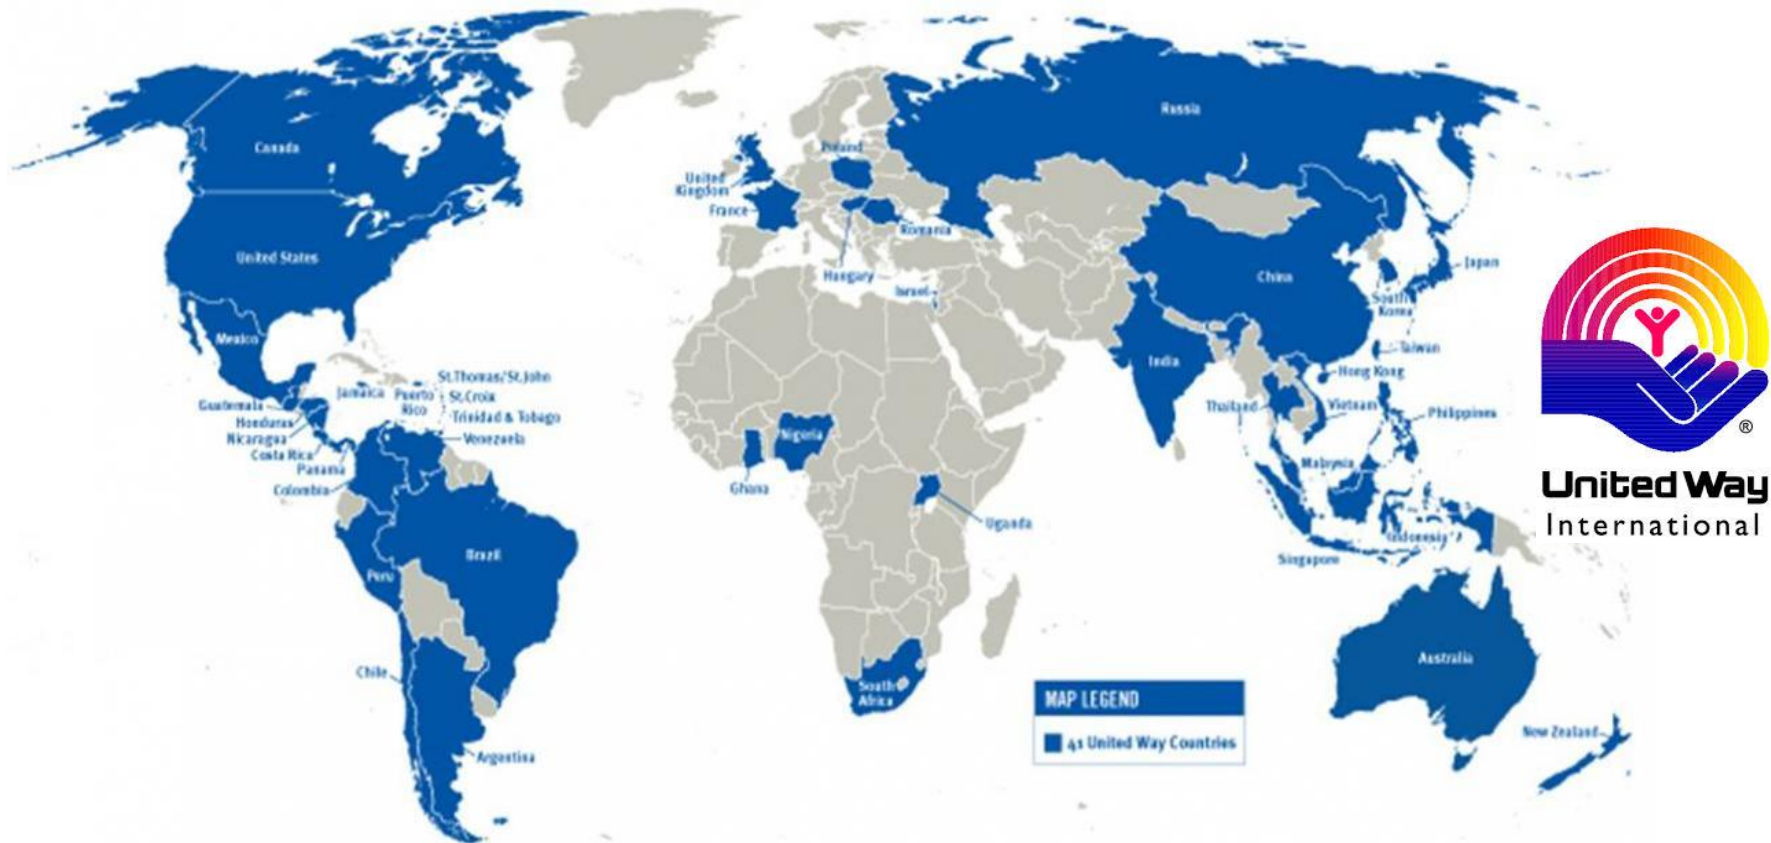 Canada
United States
Mexico
Guatemala
Honduras
Nicaragua
Costa Rica
Panama
Colombia
Jamaica
Puerto
Rico
St.Thomas/St.John
St.Croix
Trinidad & Tobago
Venezuela
Brazil
Peru
Chile
Argentina
United
Kingdom
France
Poland
Romania
Hungary
Israel
Nigeria
Ghana
Uganda
South
Africa
Russia
China
India
Japan
South
Korea
Taiwan
Hong Kong
Thailand
Vietnam
Philippines
Malaysia
Indonesia
Singapore
Australia
New Zealand
MAP LEGEND
41 United Way Countries
®
United Way
International